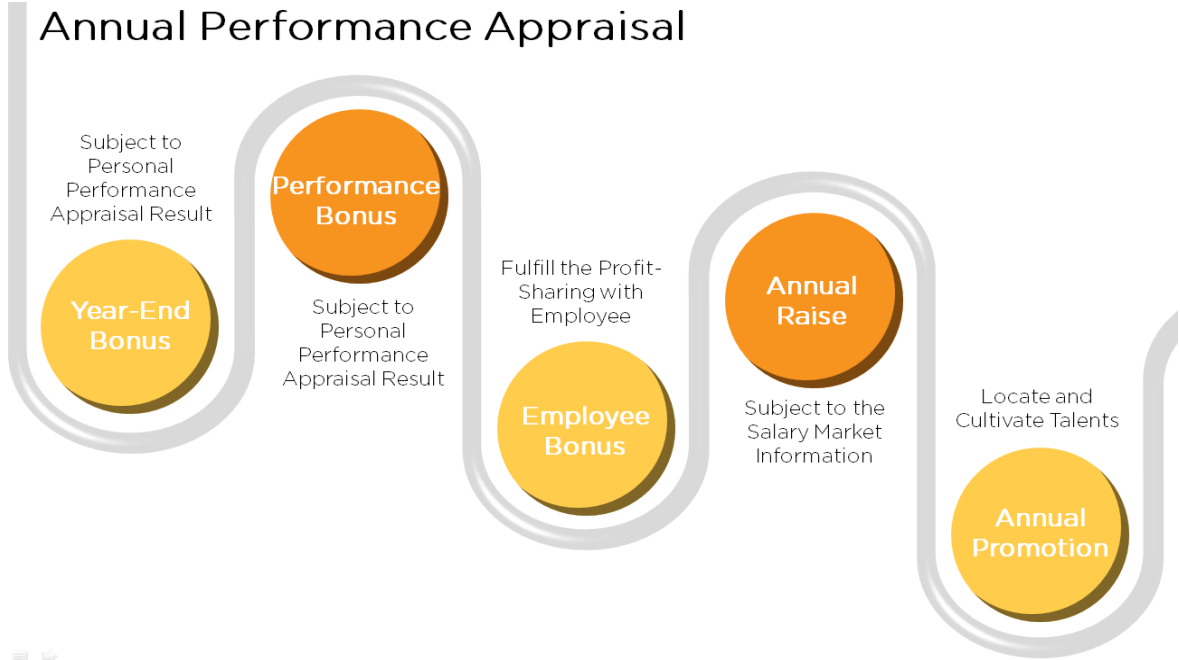 Annual Performance Appraisal
Subject to
Personal
Performance
Appraisal Result
Year-End
Bonus
Performance
Bonus
Subject to
Personal
Performance
Appraisal Result
Fulfill the Profit-
Sharing with
Employee
Employee
Bonus
Annual
Raise
Subject to the
Salary Market
Information
Locate and
Cultivate Talents
Annual
Promotion